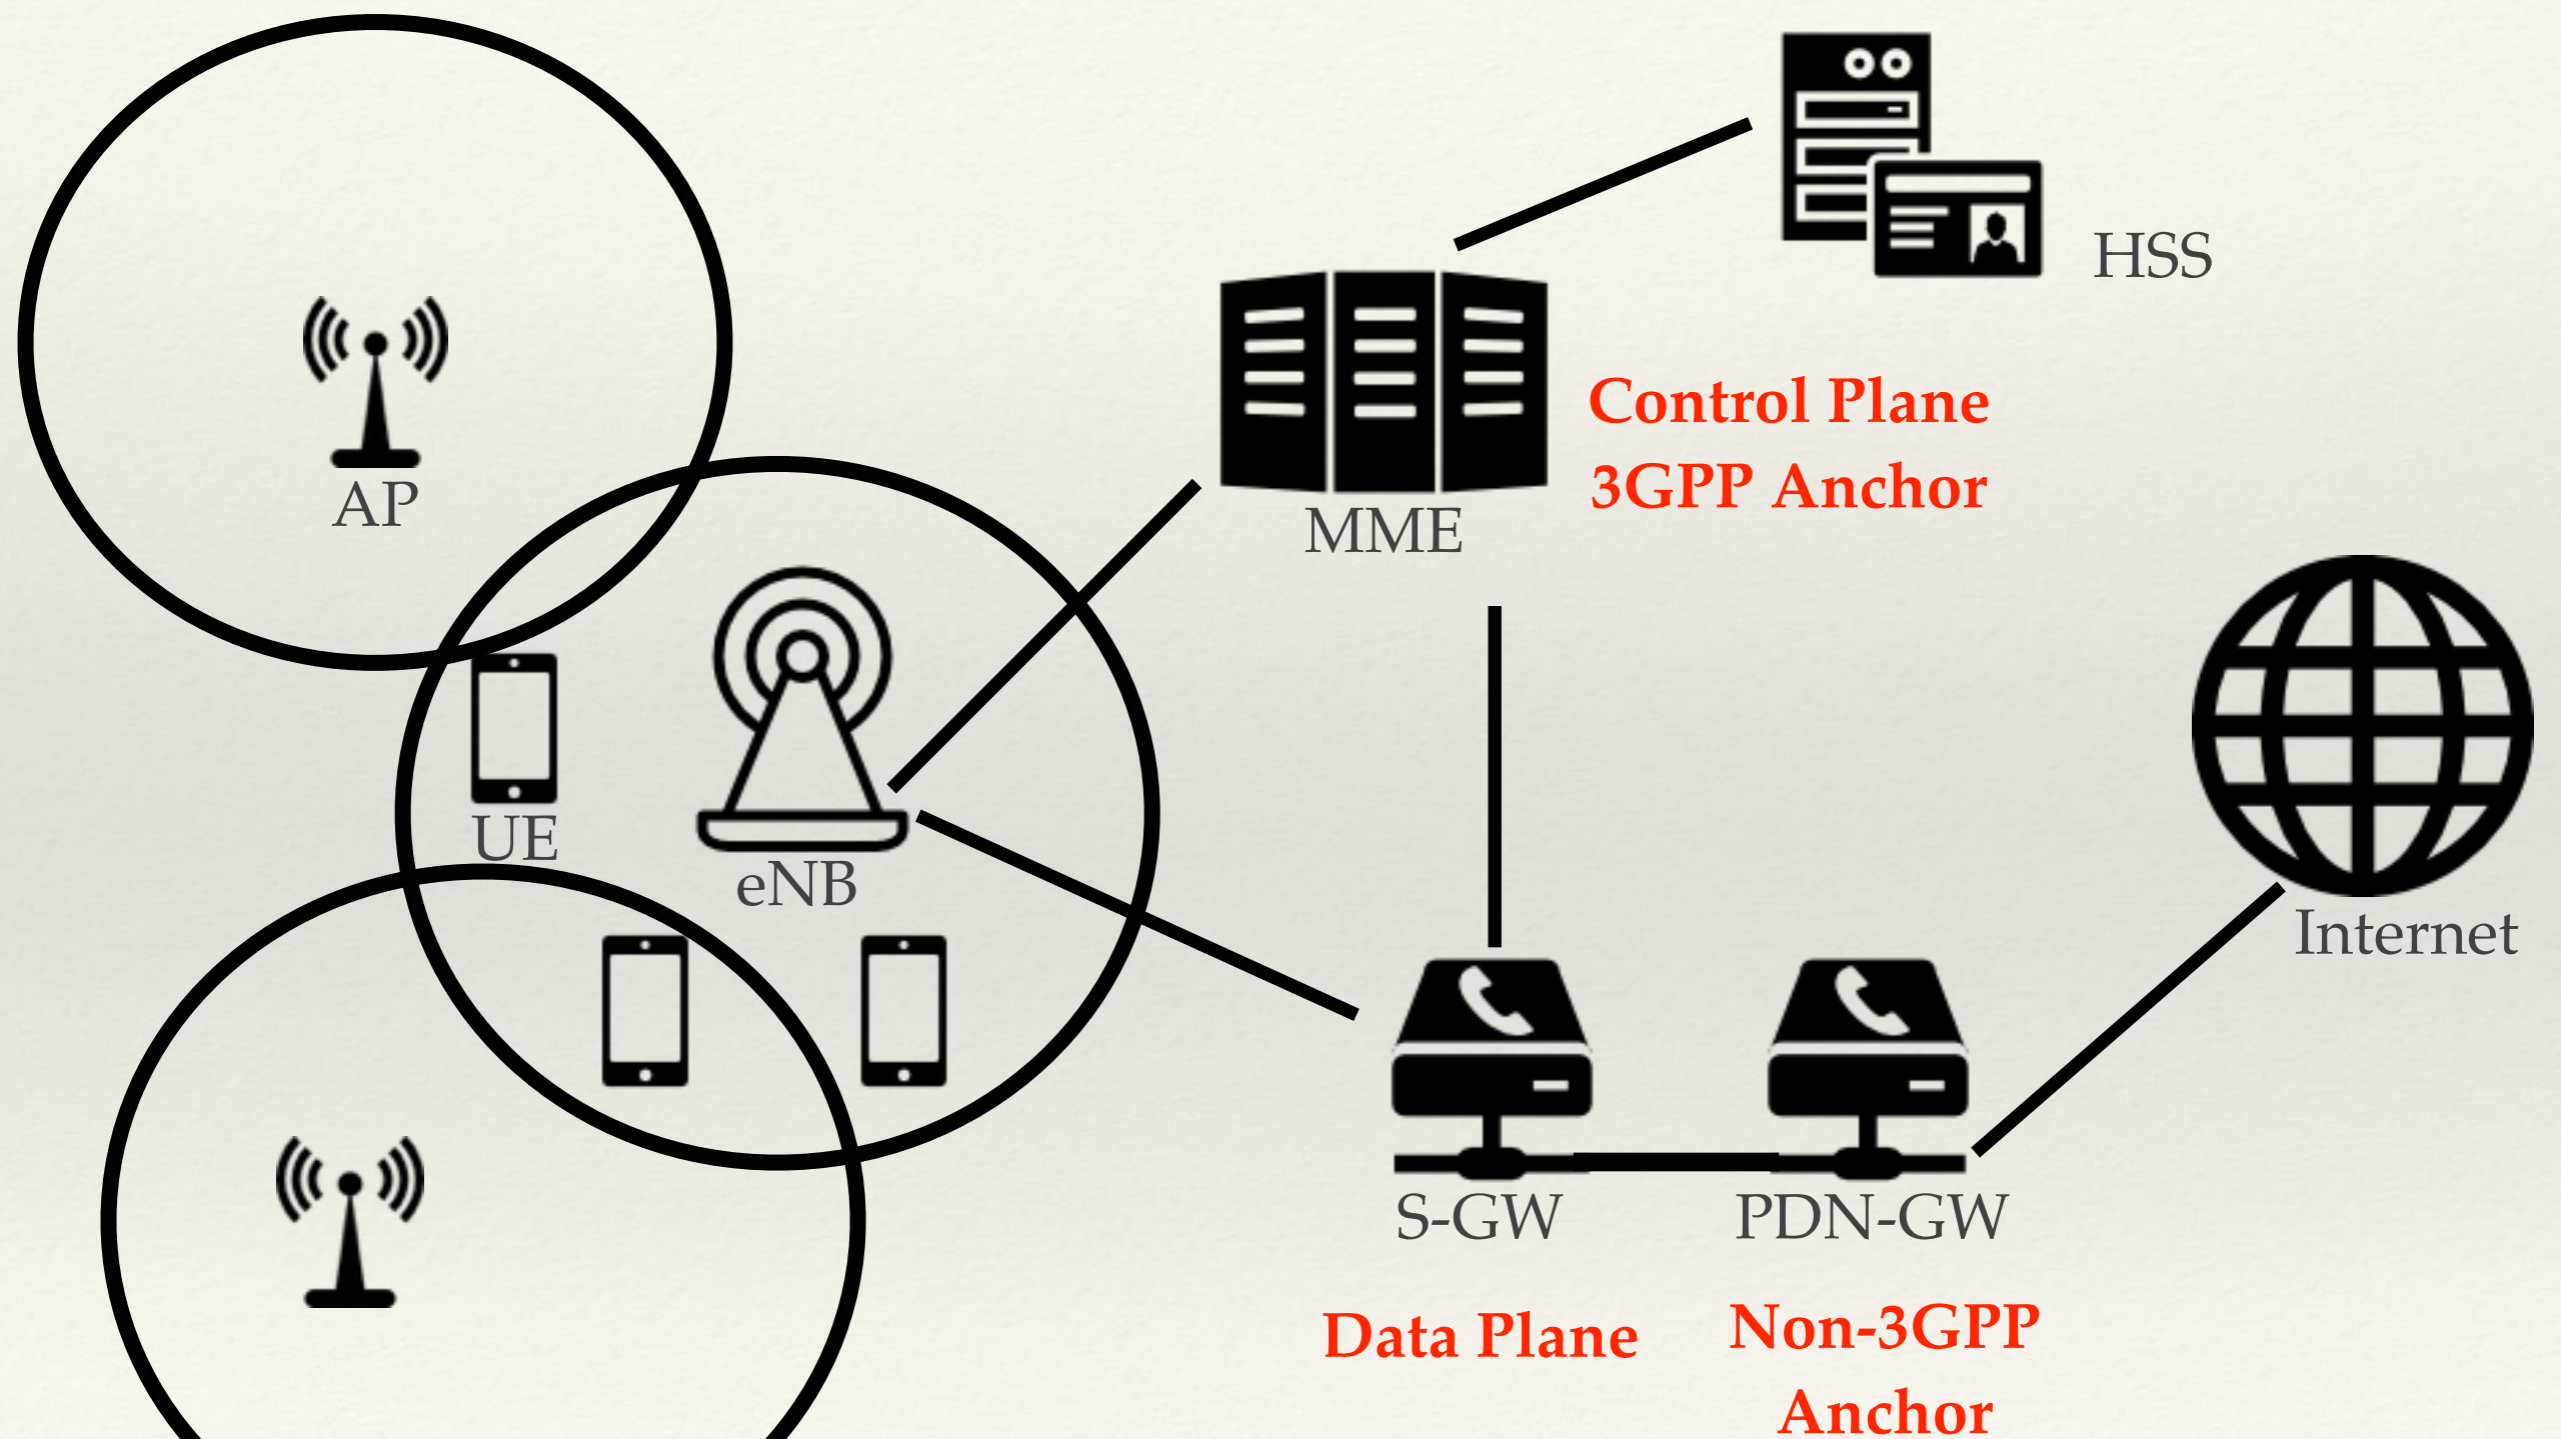 HSS
AP
Control Plane
3GPP Anchor
MME
UE
eNB
Internet
S-GW
PDN-GW
Data Plane
Non-3GPP
Anchor